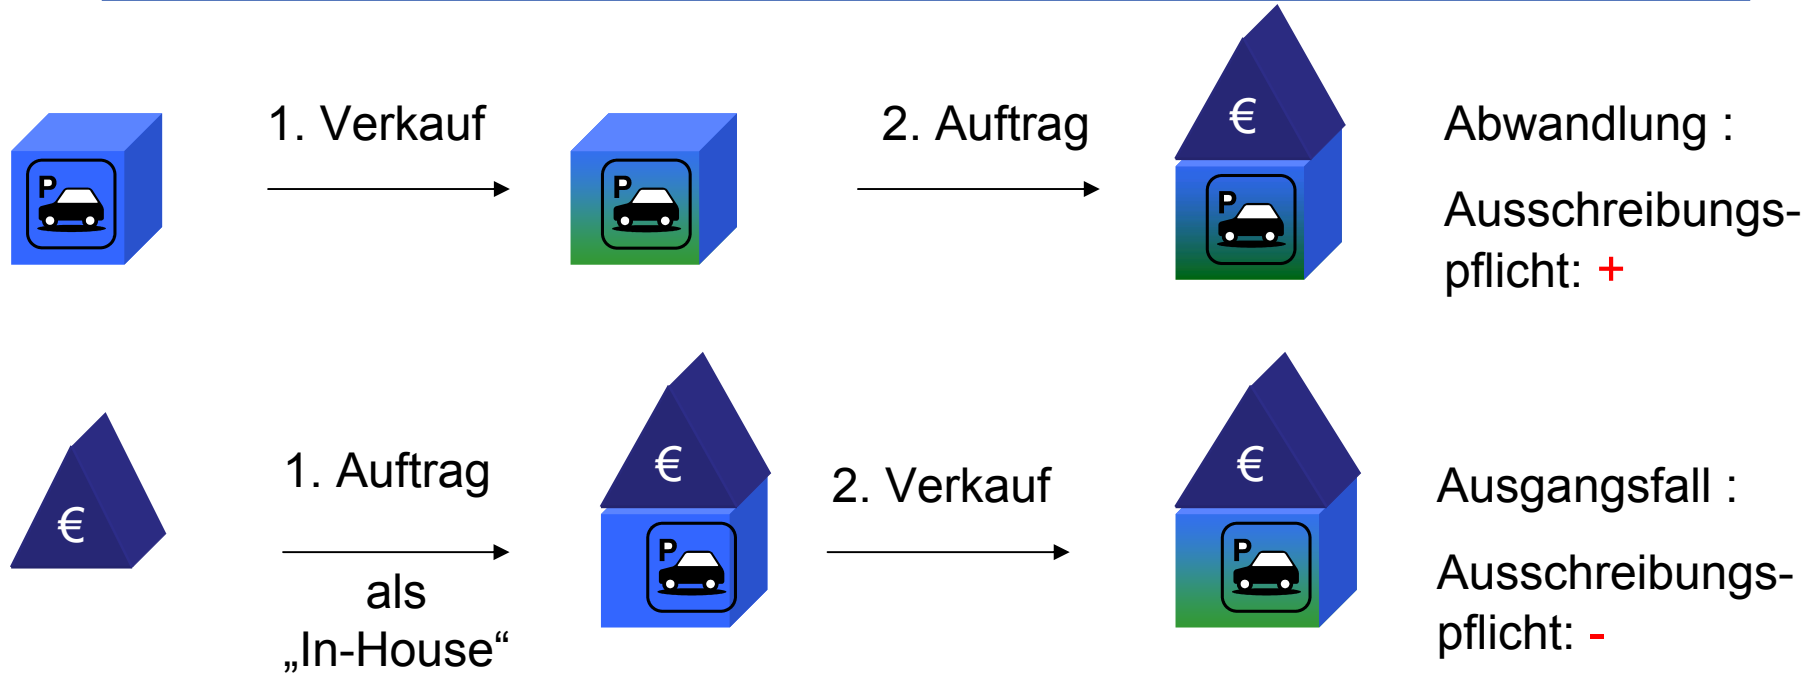 1. Verkauf
2. Auftrag
€
Abwandlung :
P
P
P
Ausschreibungs-
pflicht: +
1. Auftrag
€
€
2. Verkauf
€
Ausgangsfall :
P
P
als
„In-House“
Ausschreibungs-
pflicht: -